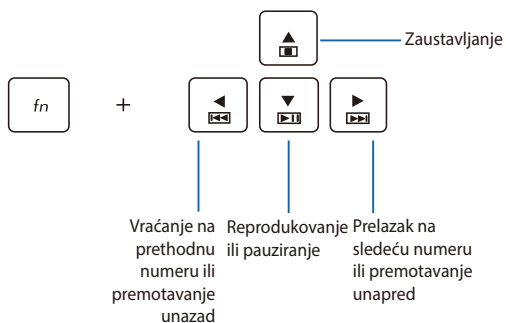 Zaustavljanje
fn
+
Vraćanje na
prethodnu
numeru ili
premotavanje
unazad
Reprodukovanje
ili pauziranje
Prelazak na
sledeću numeru
ili premotavanje
unapred